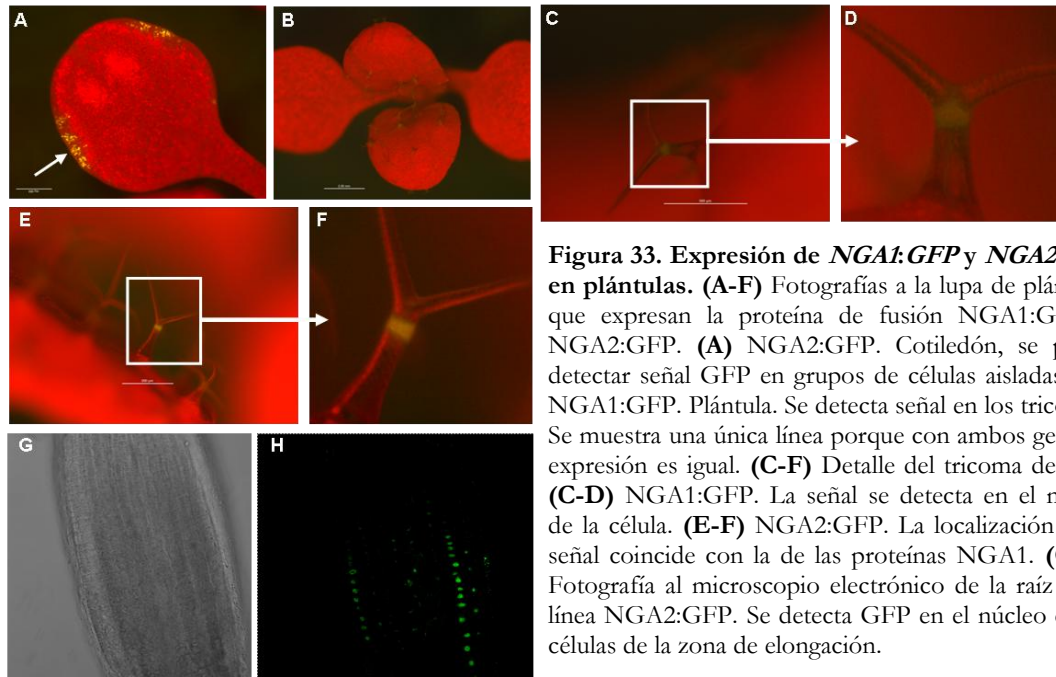 A
B
C
D
E
F
G
H
Figura 33. Expresión de NGA1:GFP y NGA2
en plántulas. (A-F) Fotografías a la lupa de
que expresan la proteína de fusión
NGA2:GFP. (A) NGA2:GFP. Cotiledón, se
detectar señal GFP en grupos de células aisladas
NGA1:GFP. Plántula. Se detecta señal en los
Se muestra una única línea porque con ambos
expresión es igual. (C-F) Detalle del tricoma
(C-D) NGA1:GFP. La señal se detecta en el
de la célula. (E-F) NGA2:GFP. La localización
señal coincide con la de las proteínas NGA1.
Fotografía al microscopio electrónico de la raíz
línea NGA2:GFP. Se detecta GFP en el núcleo
células de la zona de elongación.